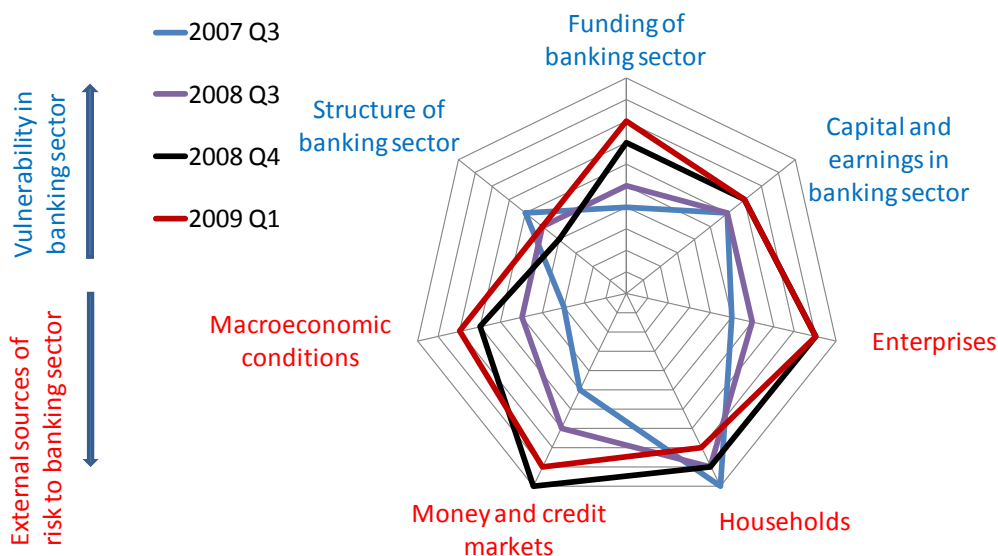 2007 Q3
2008 Q3
2008 Q4
2009 Q1
Vulnerability in
banking sector
External sources of
risk to banking sector
Funding of
banking sector
Capital and
earnings in
banking sector
Enterprises
Households
Money and credit
markets
Macroeconomic
conditions
Structure of
banking sector